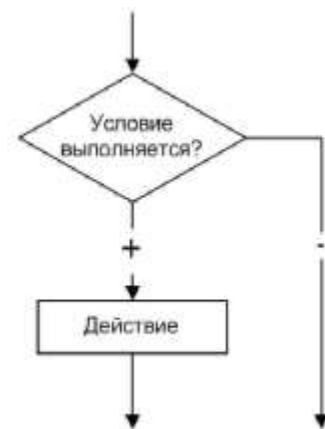 Условие
выполняется?
+
-
Действие